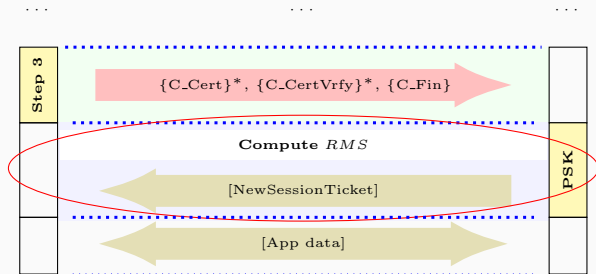 ... ... ...
Step 3
{C_Cert}*, {C_CertVrfy}*, {C_Fin}
Compute RMS
PSK
[NewSessionTicket]
[App data]